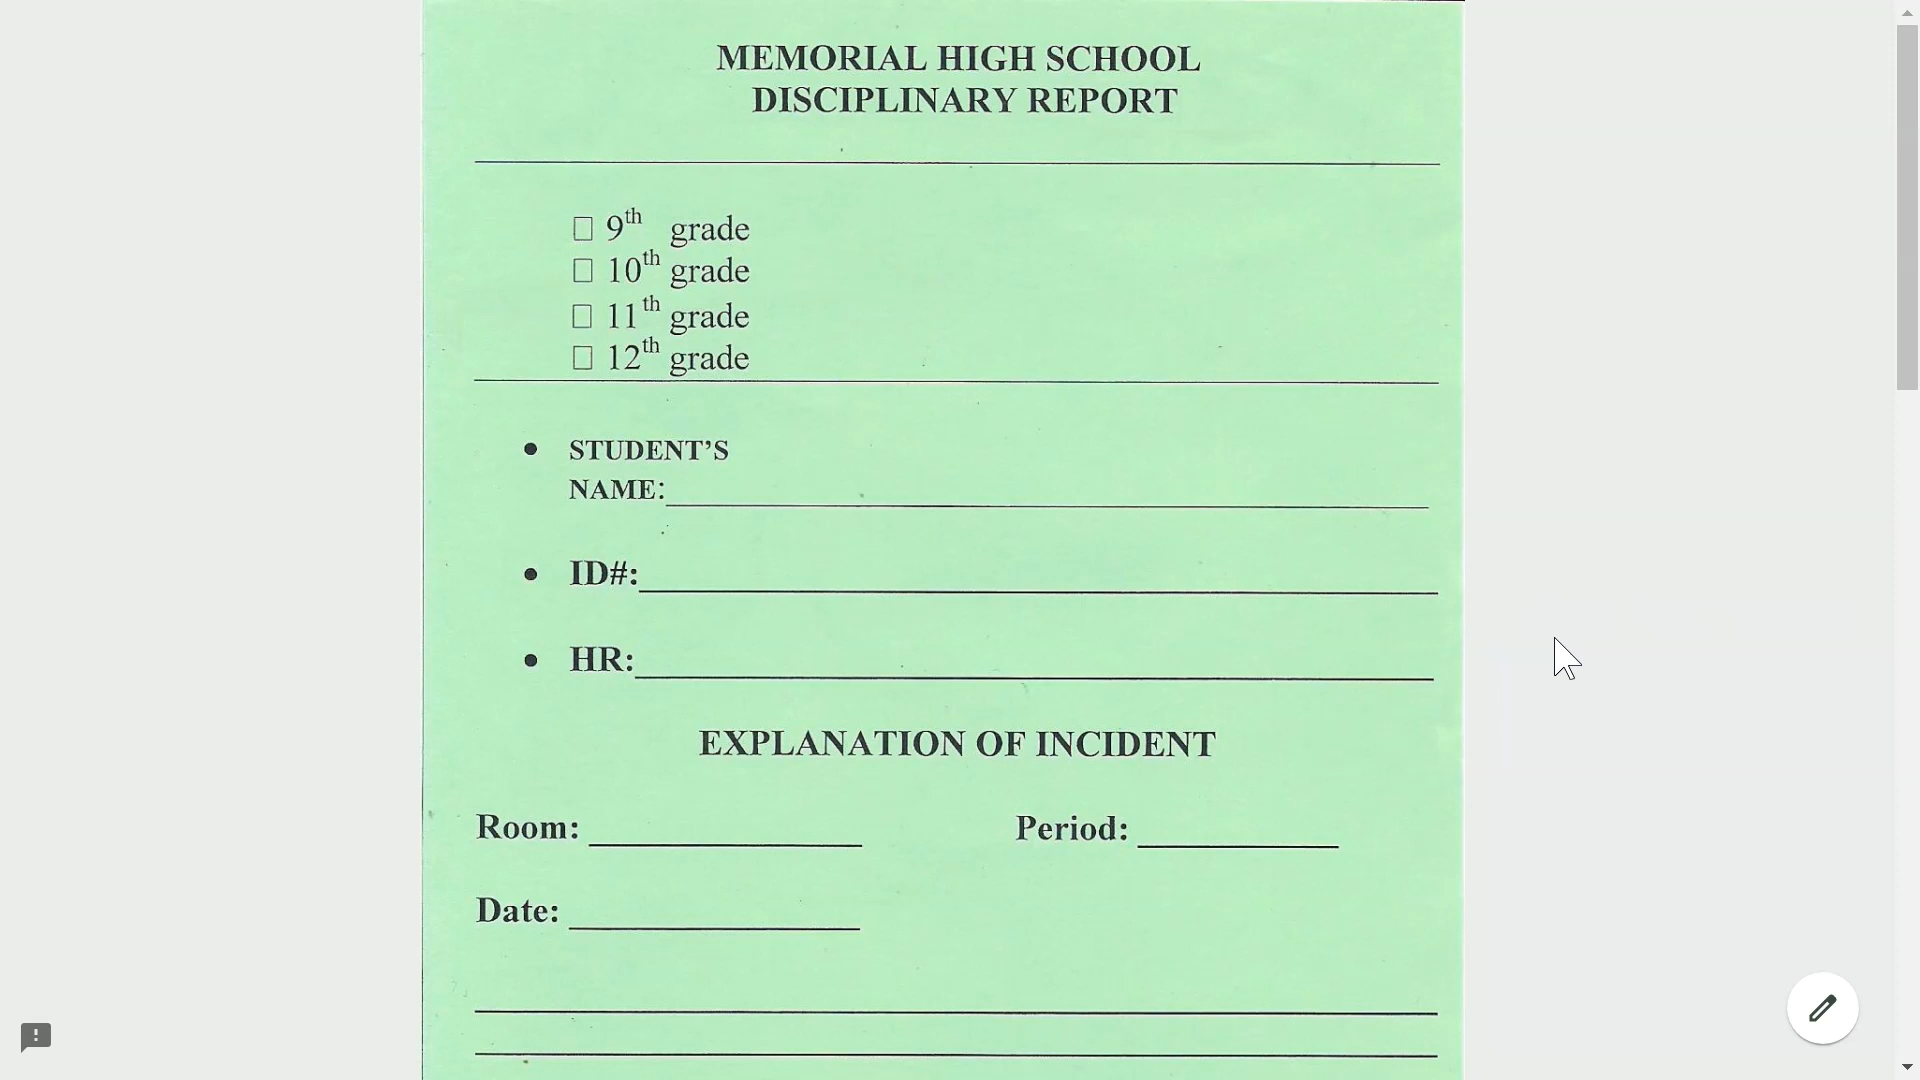 MEMORIAL HIGH SCHOOL
DISCIPLINARY REPORT
☐ 9th grade
☐ 10th grade
☐ 11th grade
☐ 12th grade
• STUDENT’S
NAME:
• ID#:
• HR:
EXPLANATION OF INCIDENT
Room: Period:
Date: